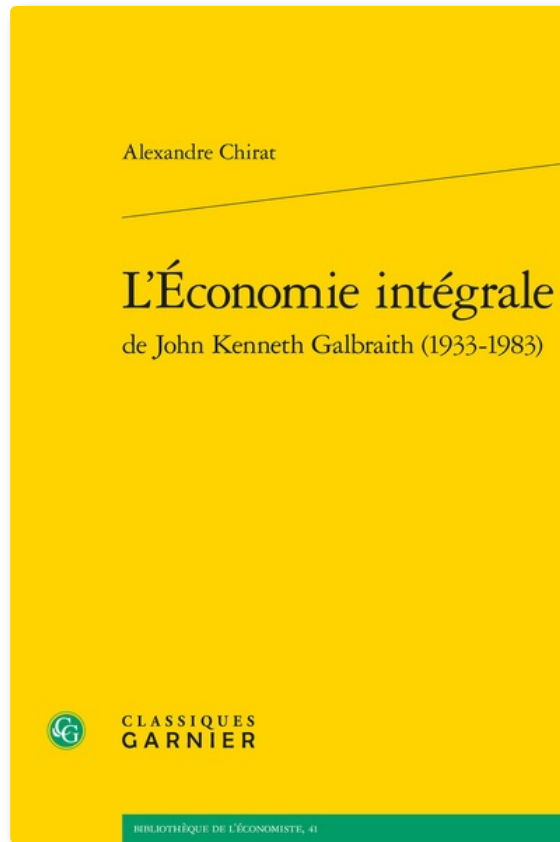 Alexandre Chirat
L'Économie intégrale
de John Kenneth Galbraith (1933-1983)
CG
CLASSIQUES
GARNIER
BIBLIOTHÈQUE DE L'ÉCONOMISTE, 41